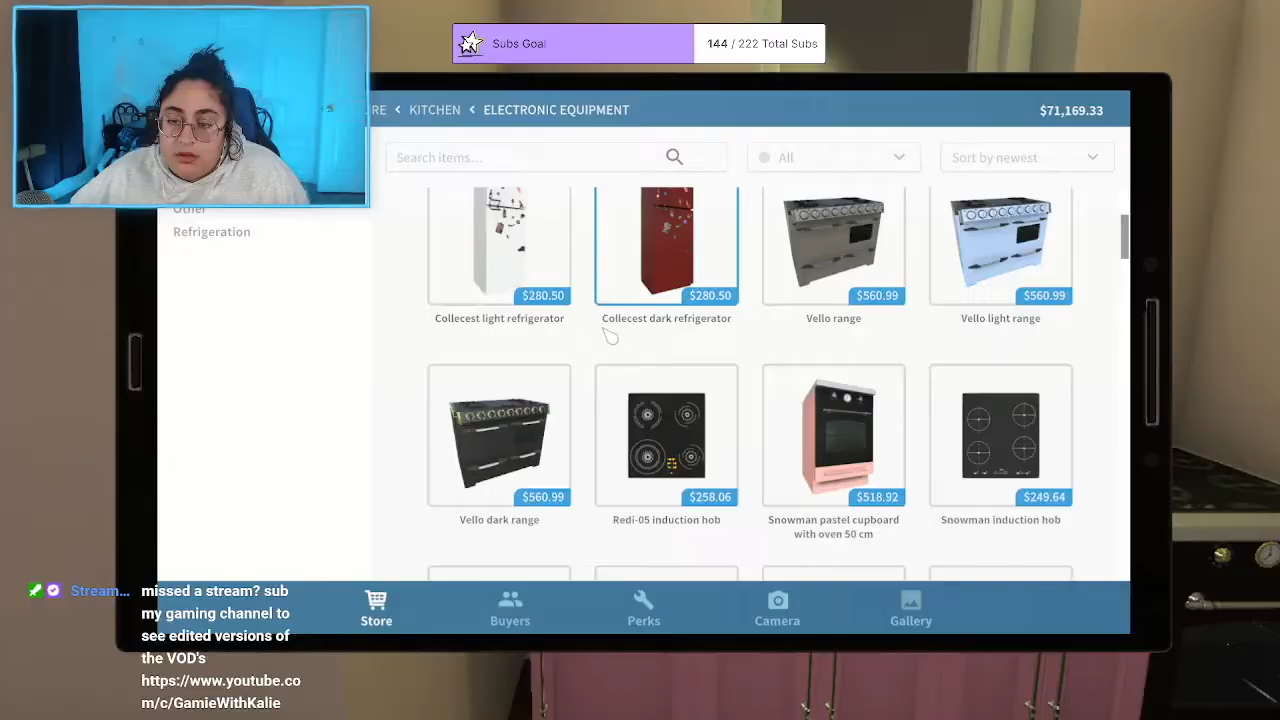 Subs Goal
144 / 222 Total Subs
RE < KITCHEN < ELECTRONIC EQUIPMENT
$71,169.33
Search items...
All
Sort by newest
Other
Refrigeration
$280.50
$280.50
$560.99
$560.99
Collecest light refrigerator
Collecest dark refrigerator
Vello range
Vello light range
$560.99
$258.06
$518.92
$249.64
Vello dark range
Redi-05 induction hob
Snowman pastel cupboard
with oven 50 cm
Snowman induction hob
Stream... missed a stream? sub
my gaming channel to
see edited versions of
the VOD's
https://www.youtube.co
m/c/GamieWithKalie
Store
Buyers
Perks
Camera
Gallery